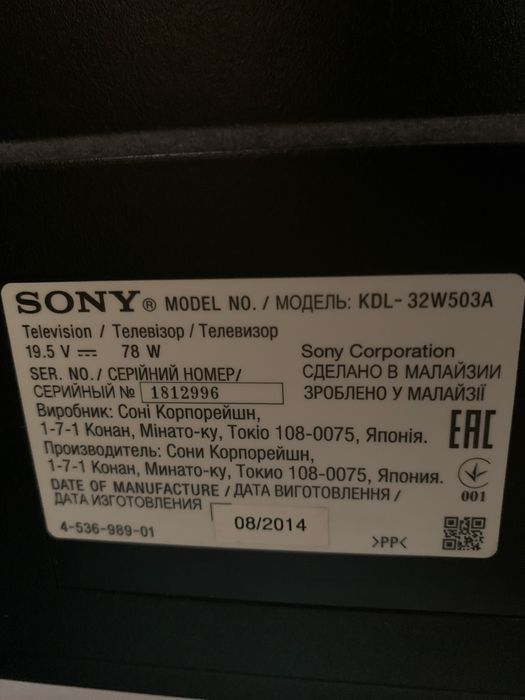 SONY® MODEL NO. / МОДЕЛЬ: KDL-32W503A
Television / Телевізор / Телевизор
19.5 V ⎓ 78 W
Sony Corporation
SER. NO./ СЕРІЙНИЙ НОМЕР/
СДЕЛАНО В МАЛАЙЗИИ
СЕРИЙНЫЙ № 1812996
ЗРОБЛЕНО У МАЛАЙЗІЇ
Виробник: Соні Корпорейшн,
1-7-1 Конан, Мінато-ку, Токіо 108-0075, Японія.
EAC
Производитель: Сони Корпорейшн,
1-7-1 Конан, Минато-ку, Токио 108-0075, Япония.
001
DATE OF MANUFACTURE / ДАТА ВИГОТОВЛЕННЯ /
ДАТА ИЗГОТОВЛЕНИЯ
08/2014
4-536-989-01
>PP<